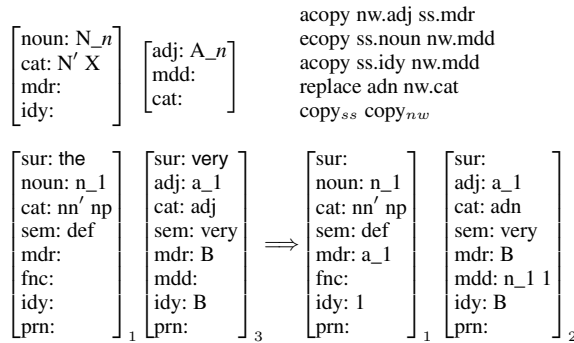 noun: N_n
cat: N′ X
mdr:
idy:
adj: A_n
mdd:
cat:
acopy nw.adj ss.mdr
ecopy ss.noun nw.mdd
acopy ss.idy nw.mdd
replace adn nw.cat
copyss copynw
sur: the
noun: n_1
cat: nn′ np
sem: def
mdr:
fnc:
idy:
prn:
1
sur: very
adj: a_1
cat: adj
sem: very
mdr: B
mdd:
idy: B
prn:
3
⟹
sur:
noun: n_1
cat: nn′ np
sem: def
mdr: a_1
fnc:
idy: 1
prn:
1
sur:
adj: a_1
cat: adn
sem: very
mdr: B
mdd: n_1 1
idy: B
prn:
2